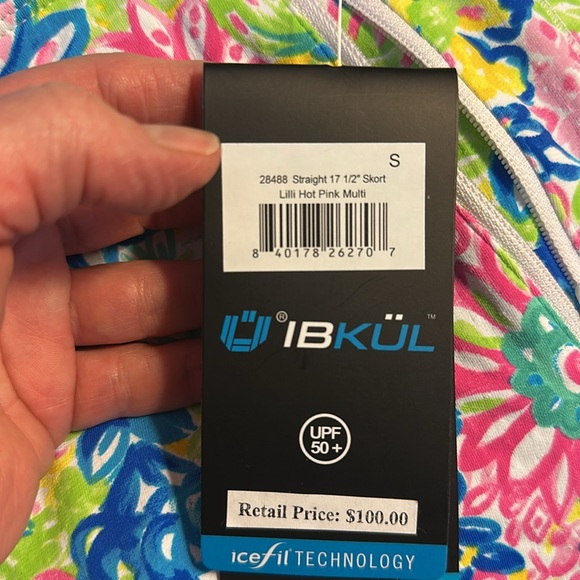 S
28488 Straight 17 1/2" Skort
Lilli Hot Pink Multi
8 40178 26270 7
® IBKÜL ™
UPF
50+
Retail Price: $100.00
icefil TECHNOLOGY